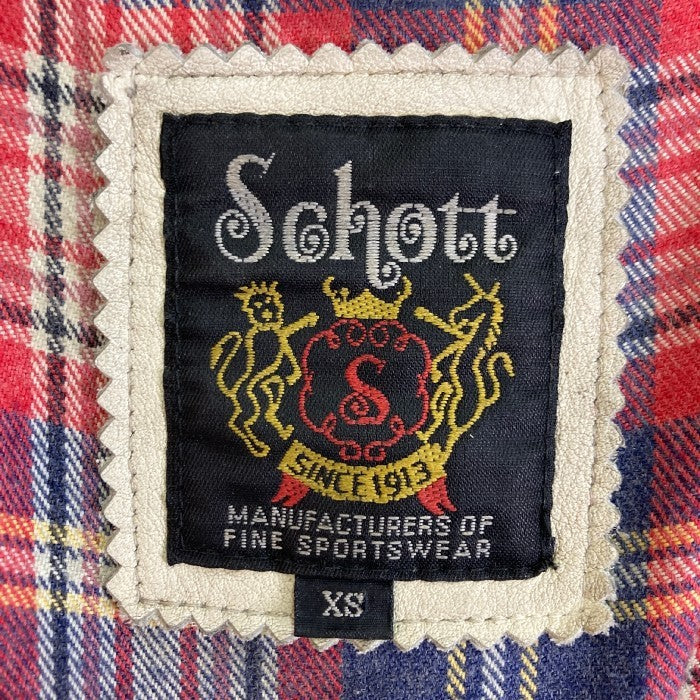 Schott
S
SINCE 1913
MANUFACTURERS OF
FINE SPORTSWEAR
XS